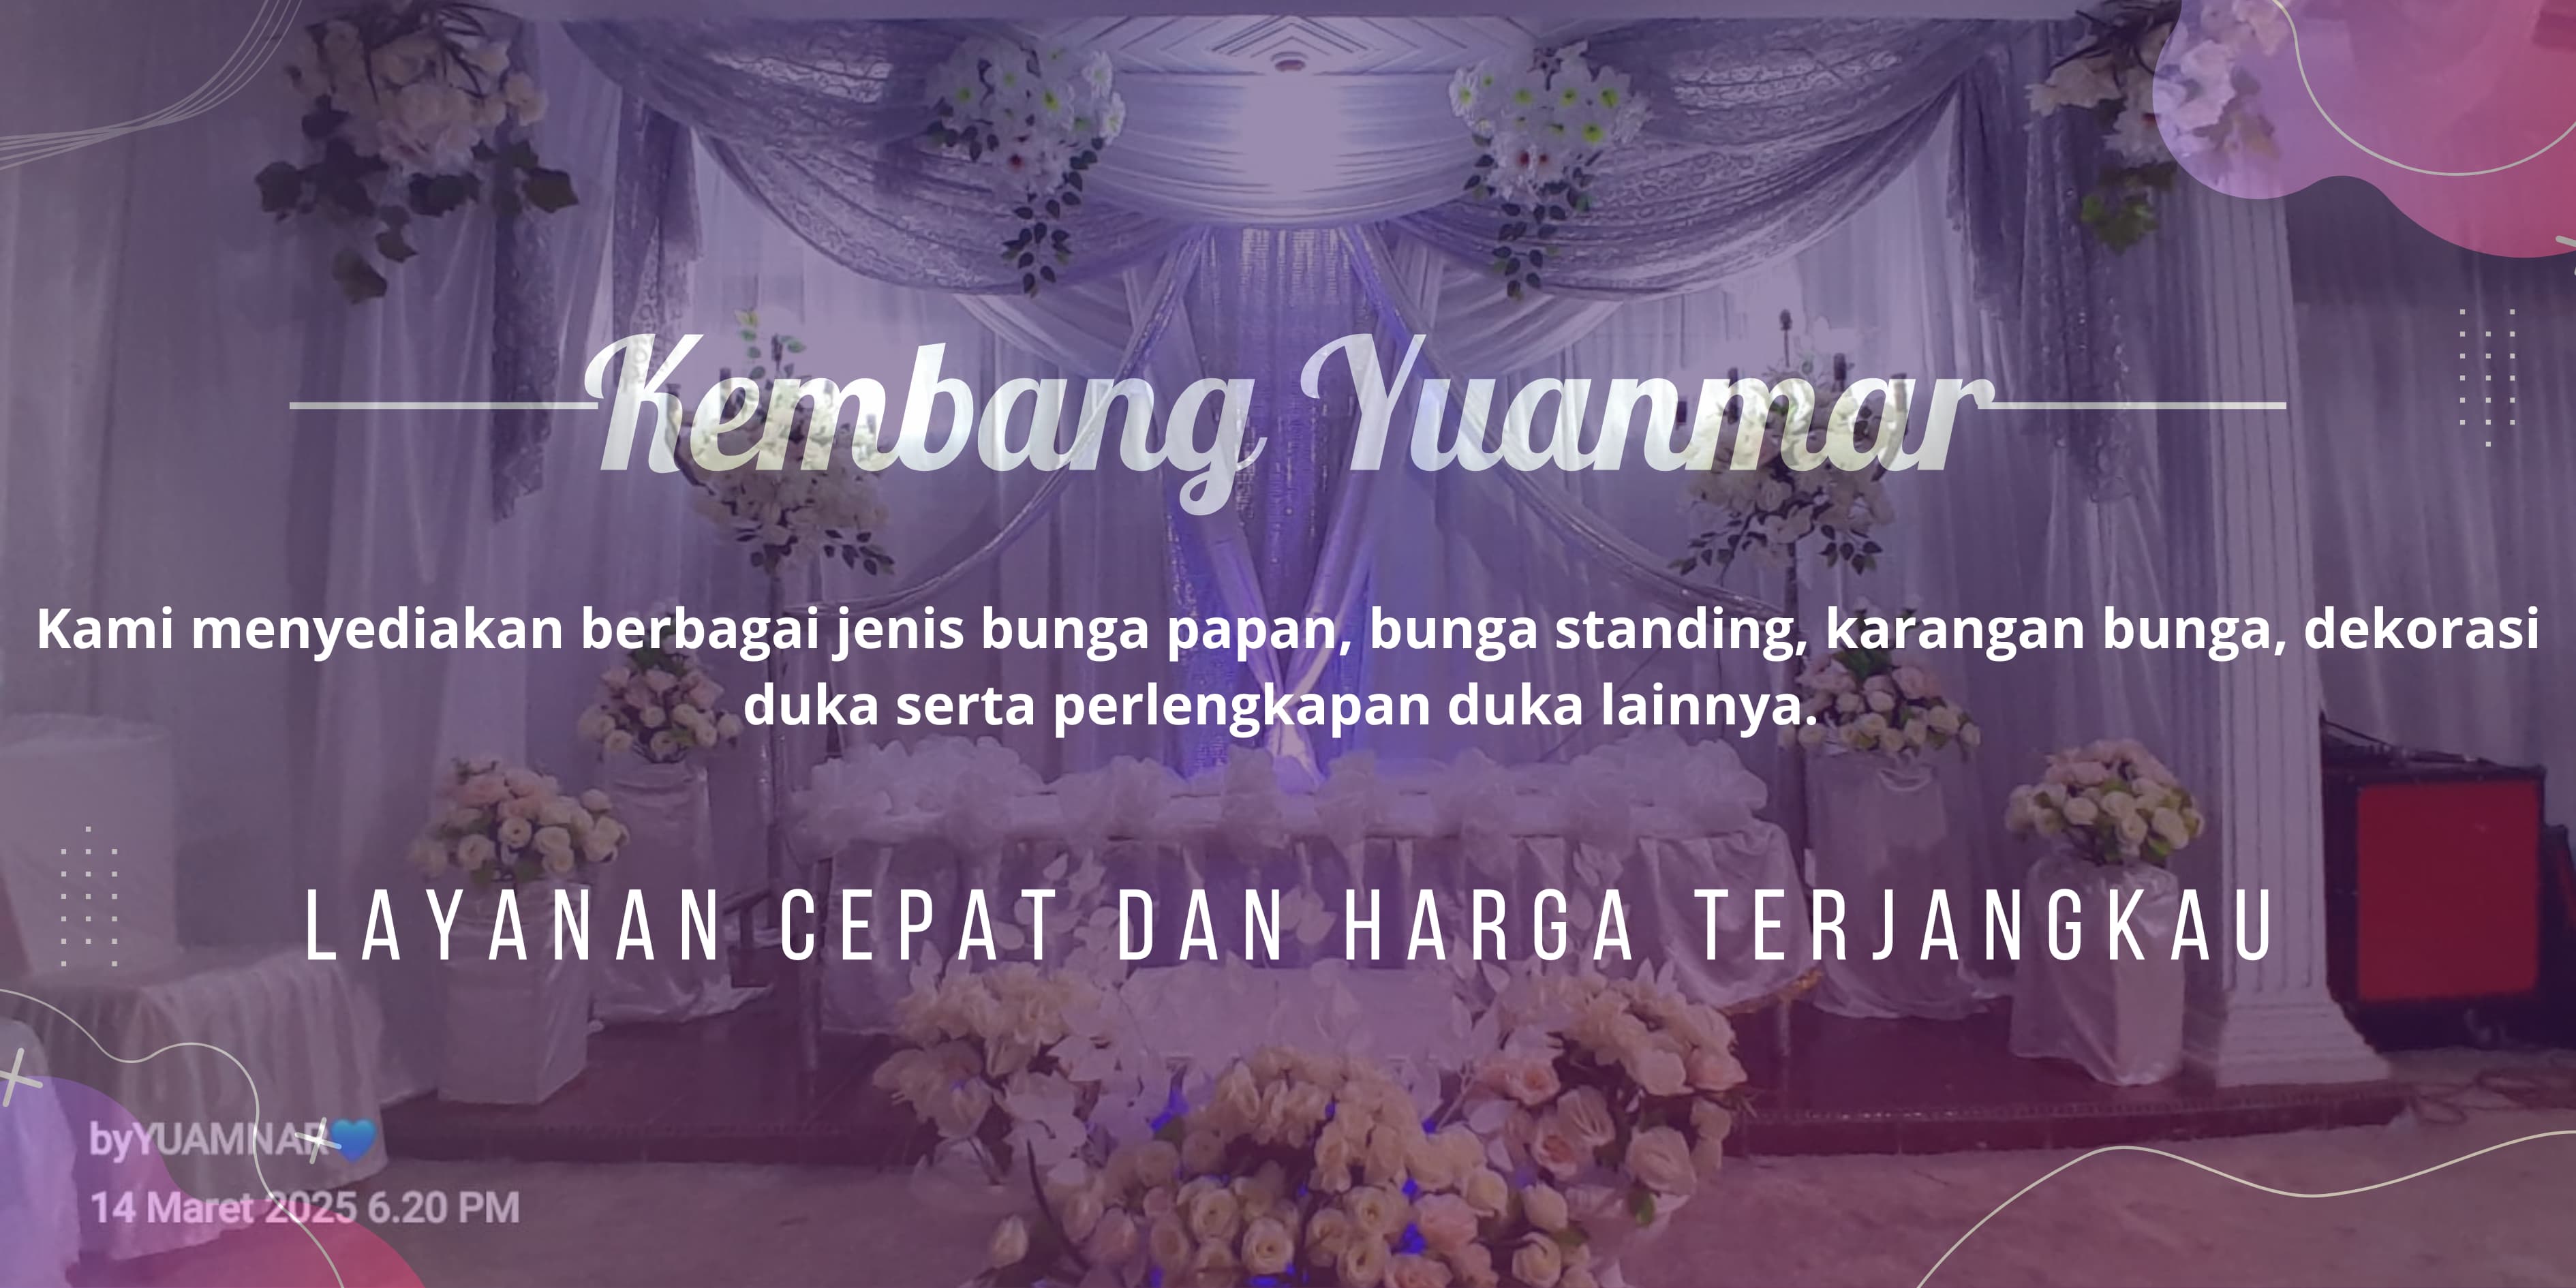 Kembang Yuanmar
Kami menyediakan berbagai jenis bunga papan, bunga standing, karangan bunga, dekorasi
duka serta perlengkapan duka lainnya.
LAYANAN CEPAT DAN HARGA TERJANGKAU
byYUAMNAR💙
14 Maret 2025 6.20 PM